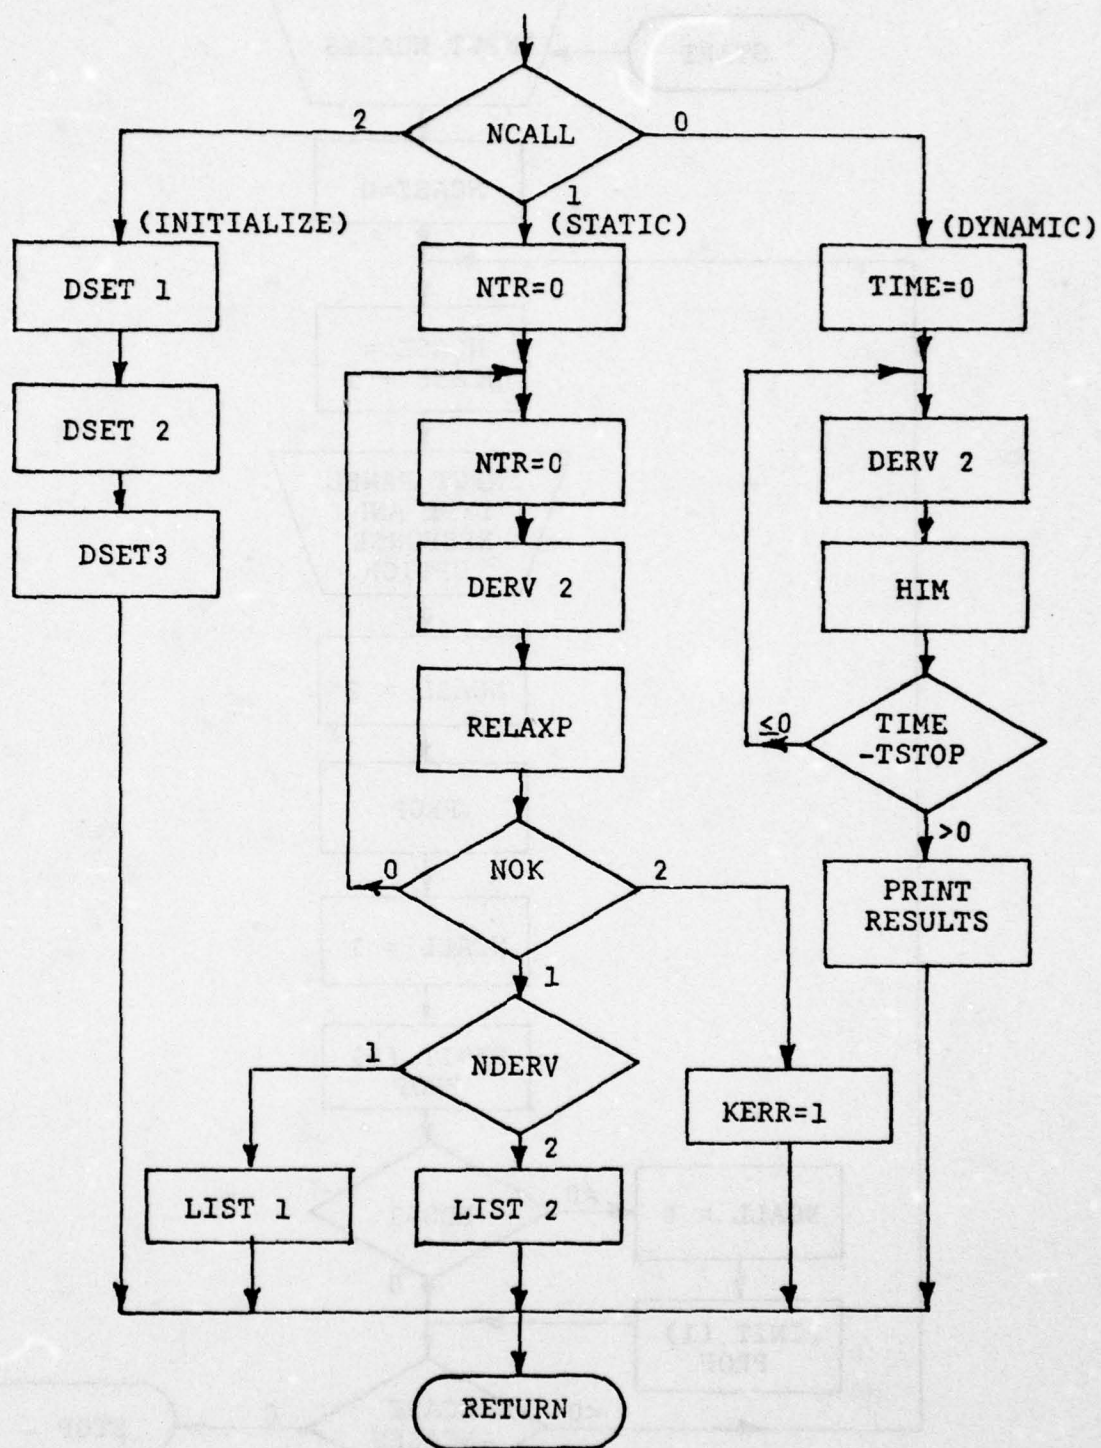 NCALL
2
0
1
(INITIALIZE)
(STATIC)
(DYNAMIC)
DSET 1
NTR=0
TIME=0
DSET 2
NTR=0
DERV 2
DSET3
DERV 2
HIM
RELAXP
≤0
TIME
-TSTOP
>0
0
NOK
2
PRINT
RESULTS
1
1
NDERV
KERR=1
2
LIST 1
LIST 2
RETURN